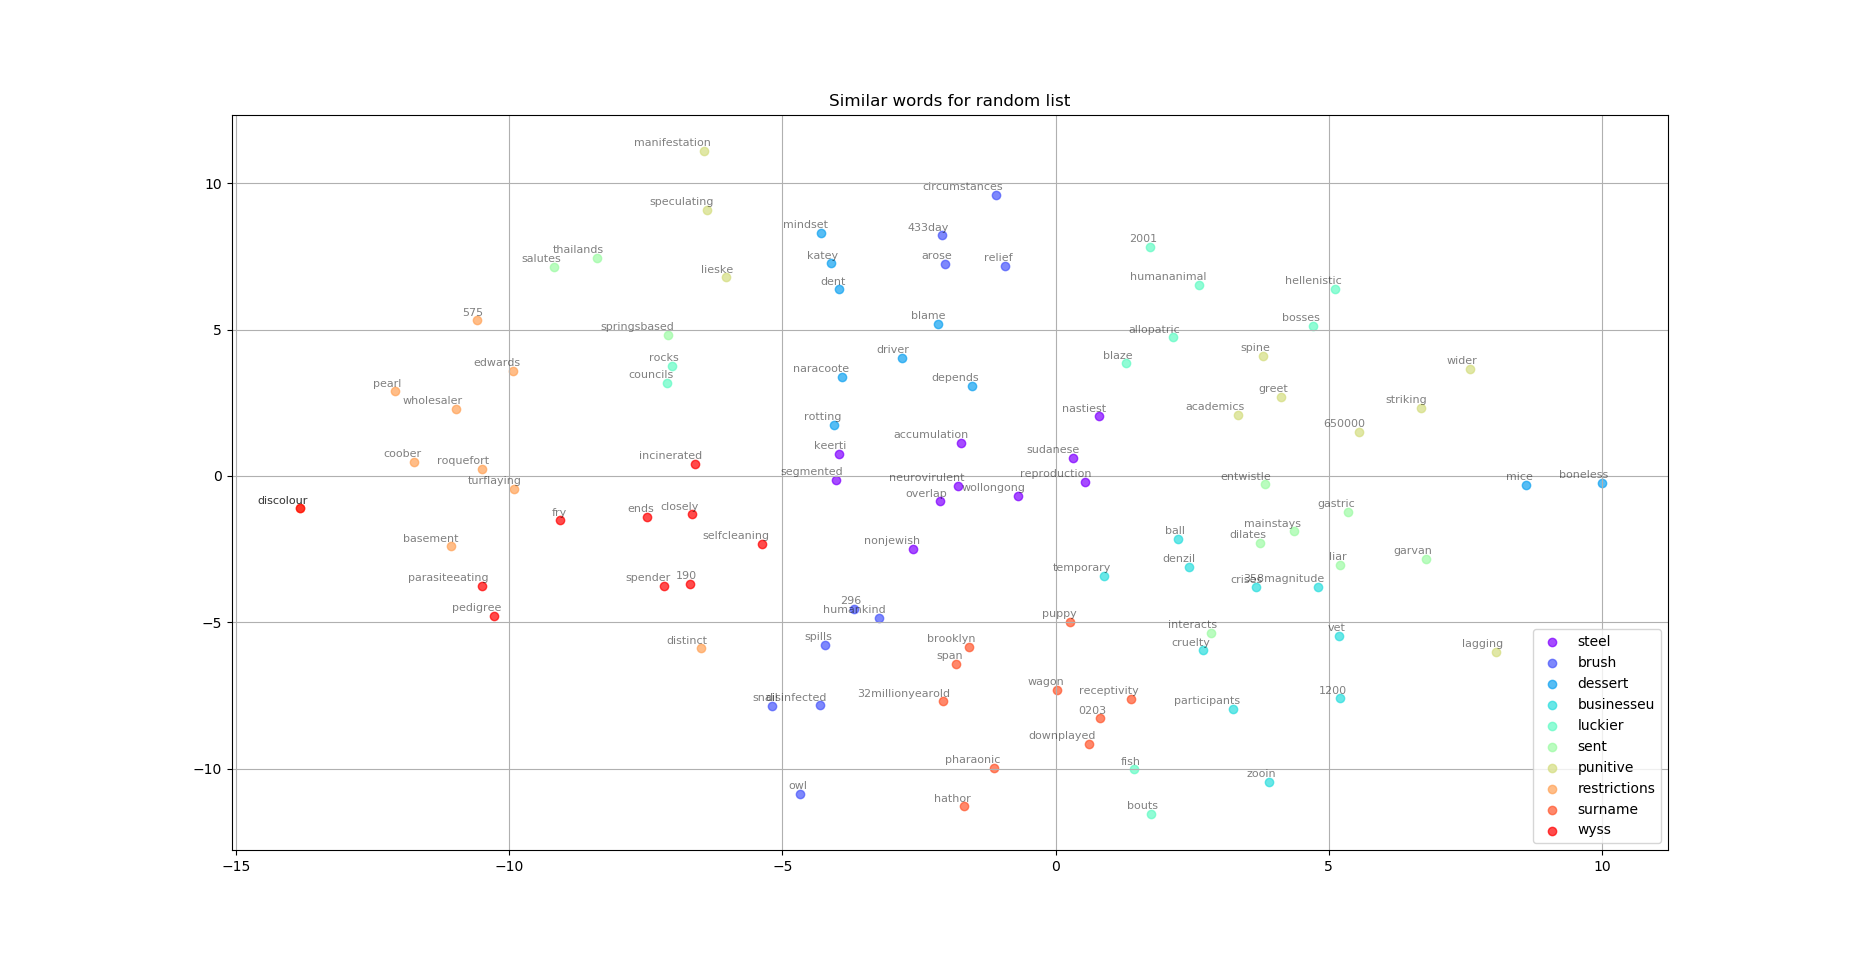 Similar words for random list
manifestation
circumstances
speculating
mindset
433day
2001
thailands
salutes
katey
arose
relief
lieske
dent
humananimal
hellenistic
575
springsbased
blame
allopatric
bosses
rocks
edwards
driver
blaze
spine
wider
councils
naracoote
depends
pearl
wholesaler
greet
striking
rotting
nastiest
academics
650000
accumulation
keerti
sudanese
coober
roquefort
incinerated
segmented
neurovirulent
reproduction
entwistle
mice
boneless
turflaying
overlap
wollongong
discolour
gastric
fry
ends
closely
mainstays
selfcleaning
ball
dilates
basement
nonjewish
garvan
denzil
liar
temporary
parasiteeating
spender
190
crises
358magnitude
pedigree
296
humankind
puppy
interacts
vet
distinct
spills
brooklyn
cruelty
lagging
span
wagon
snail
disinfected
32millionyearold
receptivity
participants
1200
0203
downplayed
pharaonic
fish
zooin
owl
hathor
bouts
steel
brush
dessert
businesseu
luckier
sent
punitive
restrictions
surname
wyss
10
5
0
−5
−10
−15
−10
−5
0
5
10